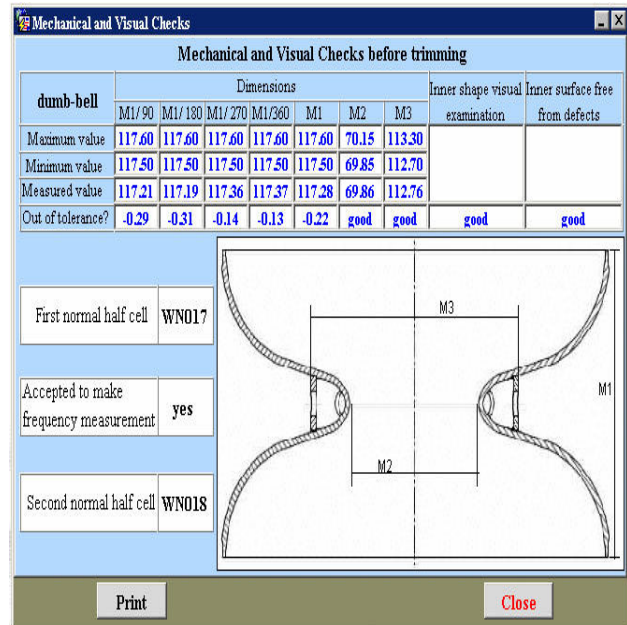 Mechanical and Visual Checks
Mechanical and Visual Checks before trimming
dumb-bell
Dimensions
Inner shape visual examination
Inner surface free from defects
M1/ 90 M1/ 180 M1/ 270 M1/360 M1 M2 M3
Maximum value 117.60 117.60 117.60 117.60 117.60 70.15 113.30
Minimum value 117.50 117.50 117.50 117.50 117.50 69.85 112.70
Measured value 117.21 117.19 117.36 117.37 117.28 69.86 112.76
Out of tolerance? -0.29 -0.31 -0.14 -0.13 -0.22 good good good good
First normal half cell WN017
Accepted to make
frequency measurement yes
Second normal half cell WN018
M3
M1
M2
Print
Close